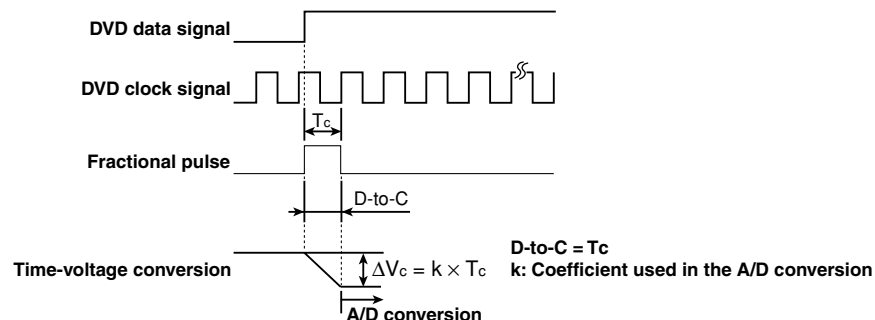 DVD data signal
DVD clock signal
Tc
Fractional pulse
D-to-C
Time-voltage conversion
ΔVc = k × Tc
D-to-C = Tc
k: Coefficient used in the A/D conversion
A/D conversion